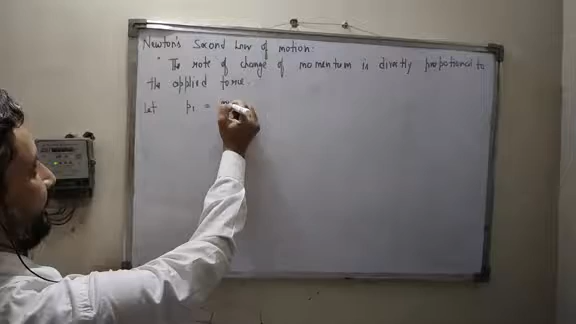 Newton's Second Law of motion:
• The rate of change of momentum is directly propotional to
the applied force.
Let P₁ =